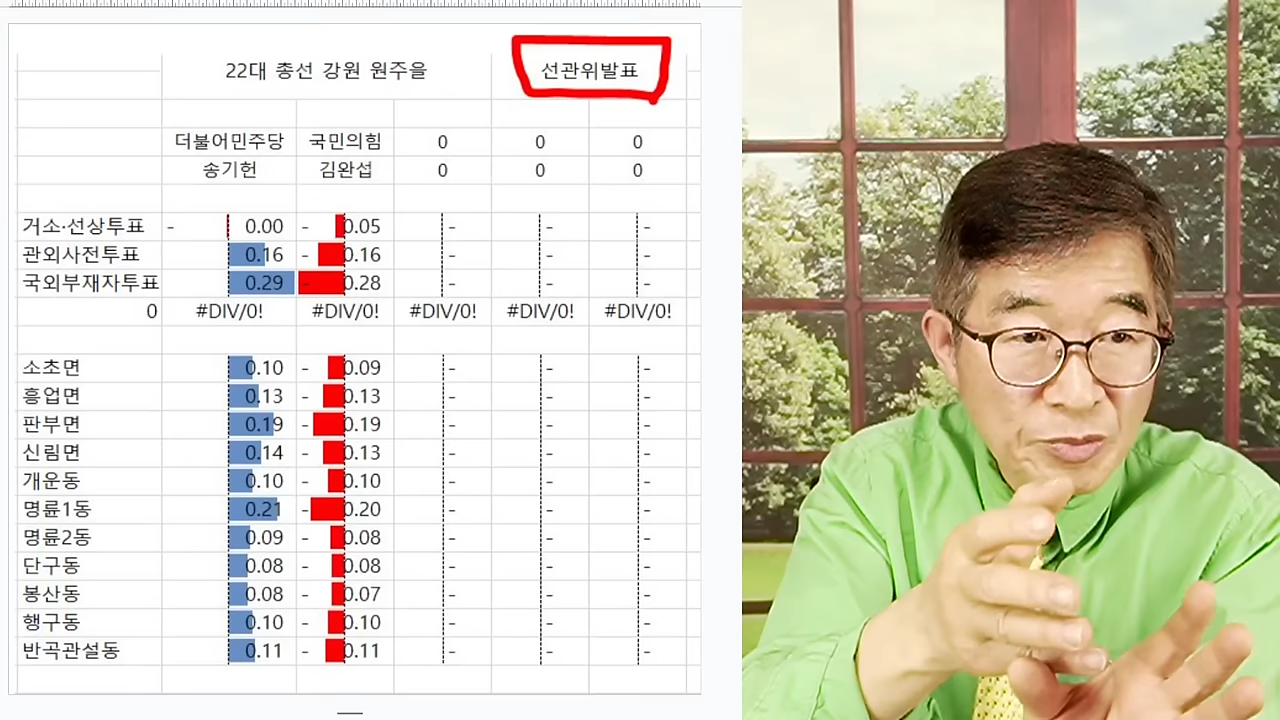 22대 총선 강원 원주을 선관위발표
더불어민주당 국민의힘 0 0 0
송기헌 김완섭 0 0 0
거소·선상투표 - 0.00 - 0.05 - - -
관외사전투표 0.16 - 0.16 - - -
국외부재자투표 0.29 - 0.28 - - -
0 #DIV/0! #DIV/0! #DIV/0! #DIV/0! #DIV/0!
소초면 0.10 - 0.09 - - -
흥업면 0.13 - 0.13 - - -
판부면 0.19 - 0.19 - - -
신림면 0.14 - 0.13 - - -
개운동 0.10 - 0.10 - - -
명륜1동 0.21 - 0.20 - - -
명륜2동 0.09 - 0.08 - - -
단구동 0.08 - 0.08 - - -
봉산동 0.08 - 0.07 - - -
행구동 0.10 - 0.10 - - -
반곡관설동 0.11 - 0.11 - - -